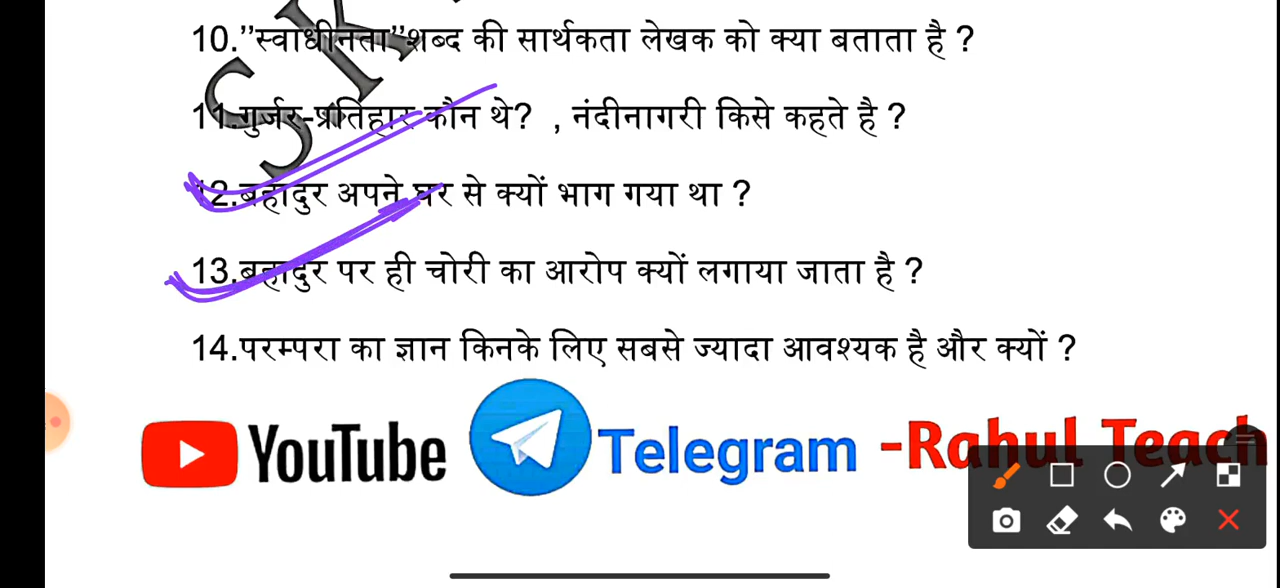 10.”स्वाधीनता”शब्द की सार्थकता लेखक को क्या बताता है ?
11.गुर्जर-प्रतिहार कौन थे? , नंदीनागरी किसे कहते है ?
12.बहादुर अपने घर से क्यों भाग गया था ?
13.बहादुर पर ही चोरी का आरोप क्यों लगाया जाता है ?
14.परम्परा का ज्ञान किनके लिए सबसे ज्यादा आवश्यक है और क्यों ?
YouTube Telegram -Rahul Teach